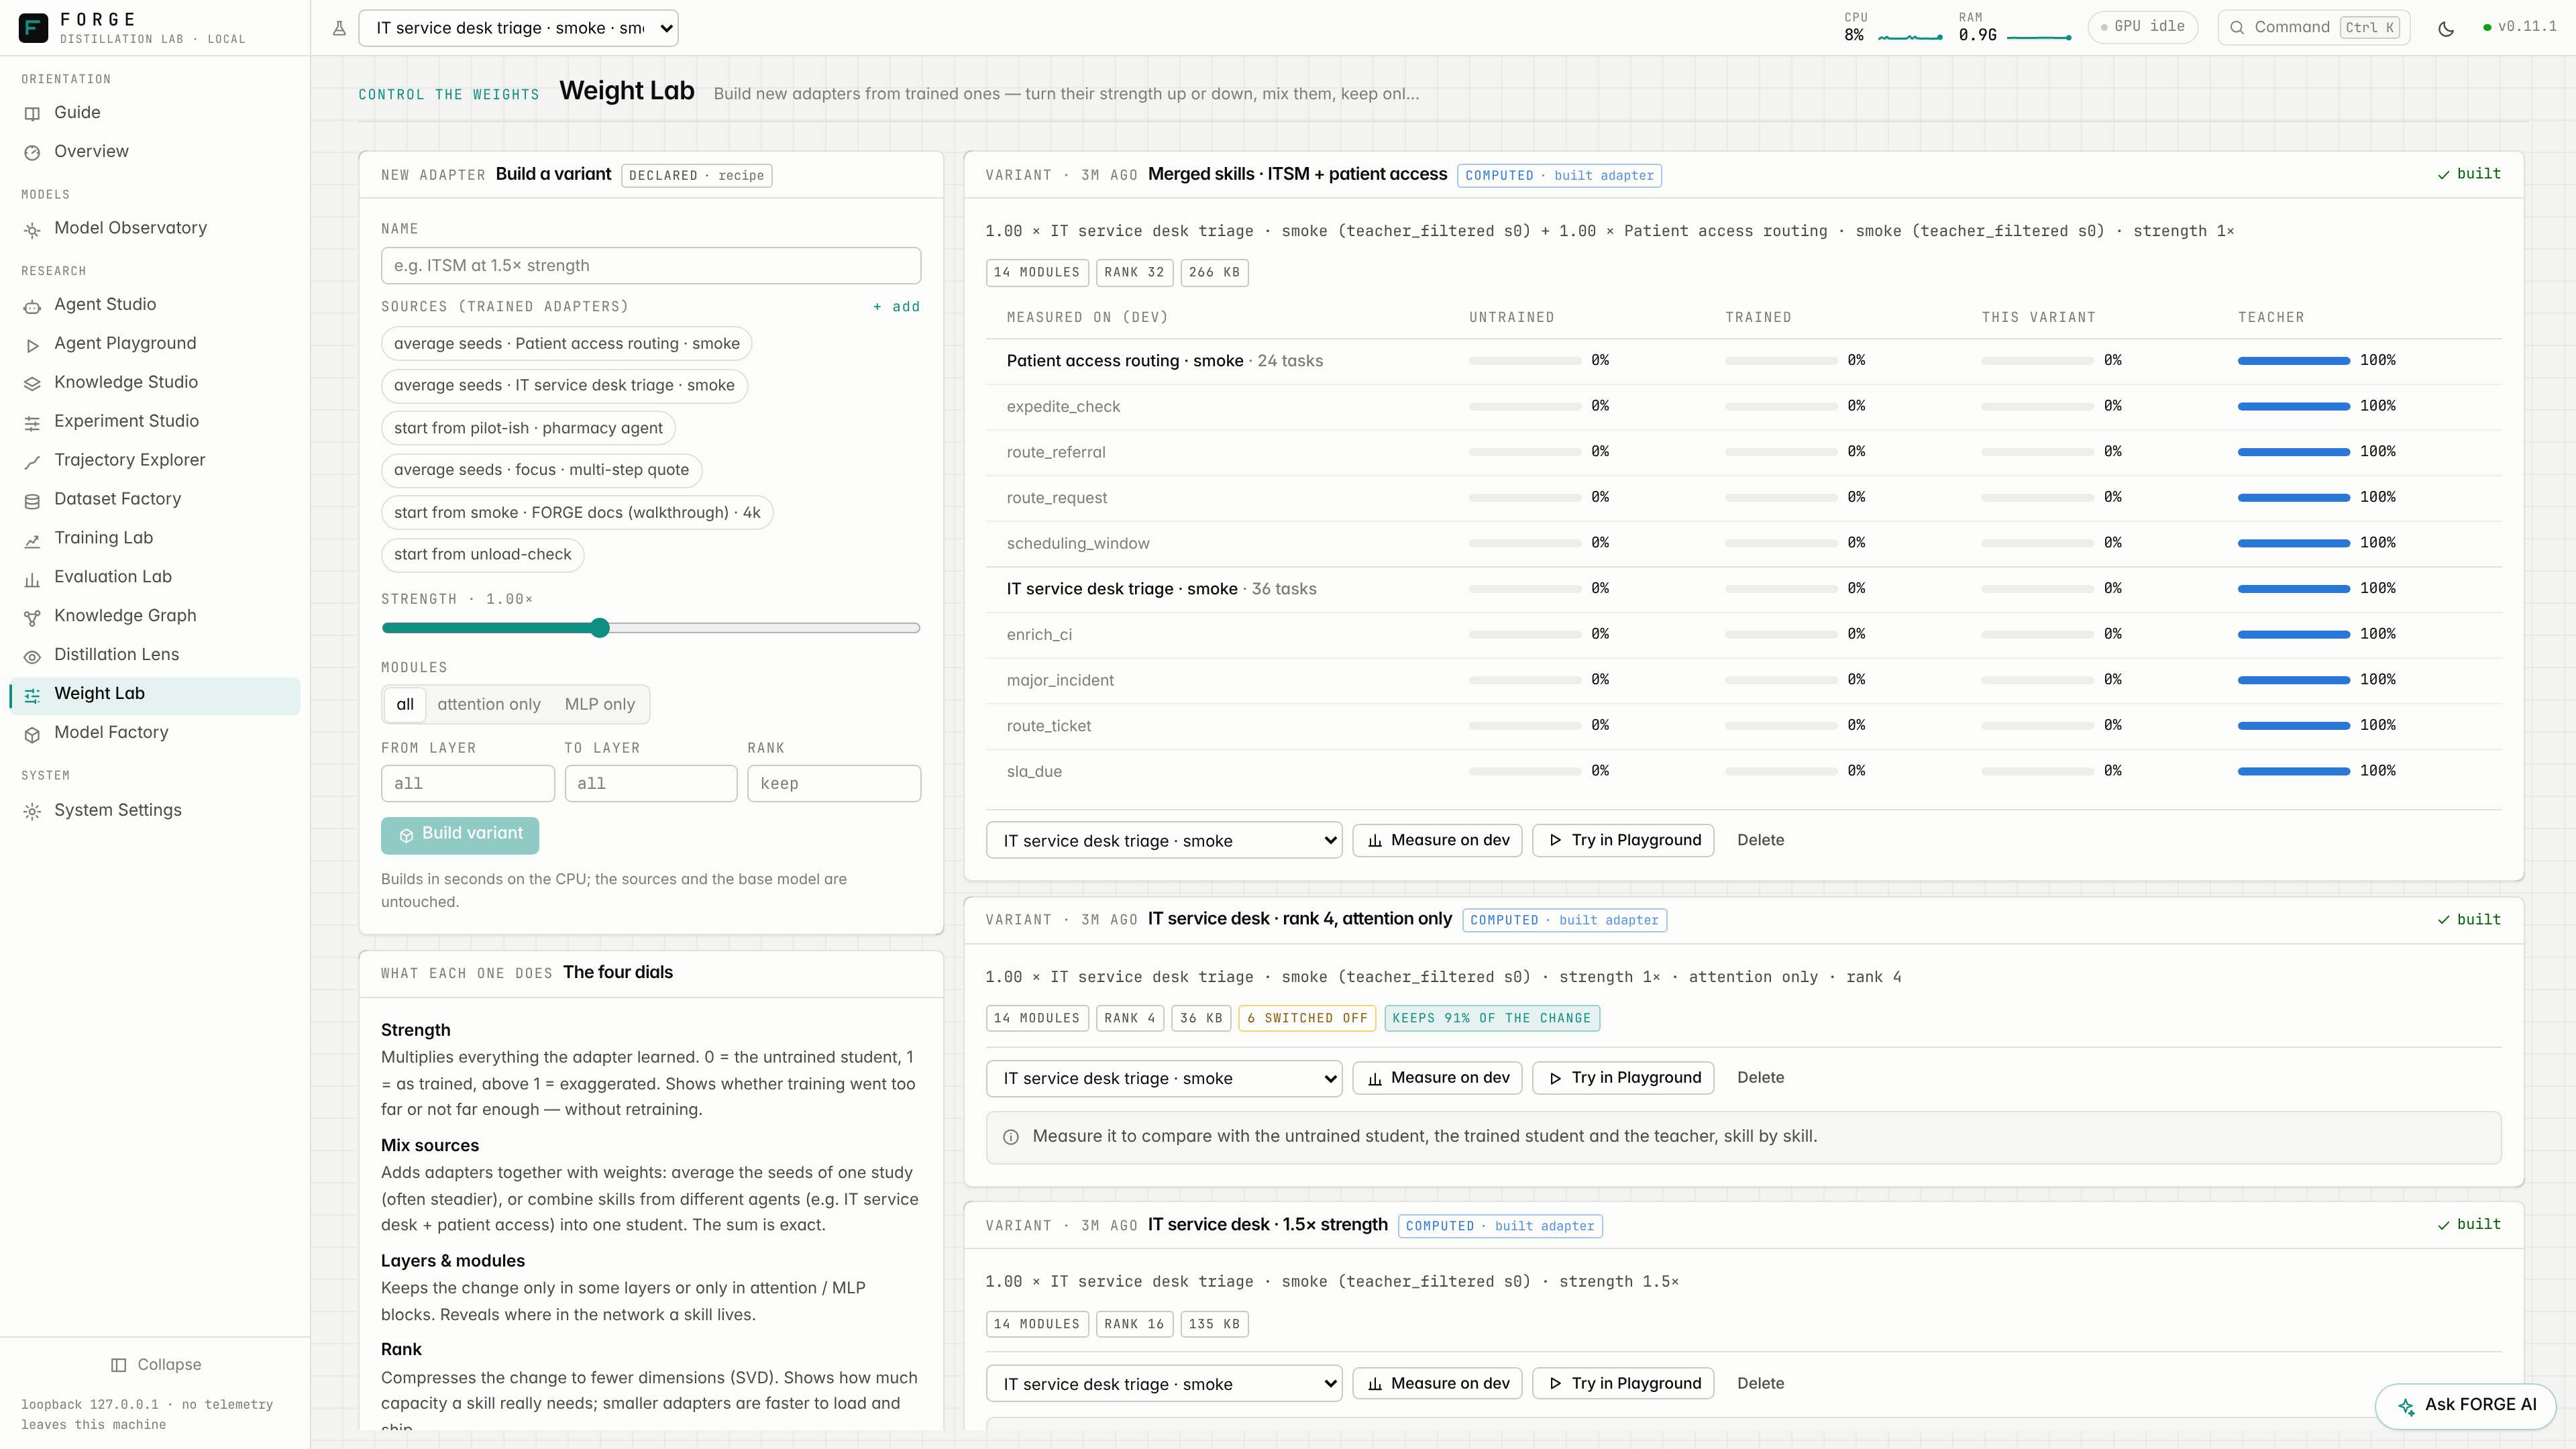 FORGE
DISTILLATION LAB · LOCAL
IT service desk triage · smoke · sm
CPU
8%
RAM
0.9G
GPU idle
Command
Ctrl K
v0.11.1
ORIENTATION
Guide
Overview
MODELS
Model Observatory
RESEARCH
Agent Studio
Agent Playground
Knowledge Studio
Experiment Studio
Trajectory Explorer
Dataset Factory
Training Lab
Evaluation Lab
Knowledge Graph
Distillation Lens
Weight Lab
Model Factory
SYSTEM
System Settings
Collapse
loopback 127.0.0.1 · no telemetry
leaves this machine
CONTROL THE WEIGHTS Weight Lab Build new adapters from trained ones — turn their strength up or down, mix them, keep onl...
NEW ADAPTER Build a variant DECLARED · recipe
NAME
e.g. ITSM at 1.5× strength
SOURCES (TRAINED ADAPTERS) + add
average seeds · Patient access routing · smoke
average seeds · IT service desk triage · smoke
start from pilot-ish · pharmacy agent
average seeds · focus · multi-step quote
start from smoke · FORGE docs (walkthrough) · 4k
start from unload-check
STRENGTH · 1.00×
MODULES
all attention only MLP only
FROM LAYER TO LAYER RANK
all all keep
Build variant
Builds in seconds on the CPU; the sources and the base model are
untouched.
WHAT EACH ONE DOES The four dials
Strength
Multiplies everything the adapter learned. 0 = the untrained student, 1
= as trained, above 1 = exaggerated. Shows whether training went too
far or not far enough — without retraining.
Mix sources
Adds adapters together with weights: average the seeds of one study
(often steadier), or combine skills from different agents (e.g. IT service
desk + patient access) into one student. The sum is exact.
Layers & modules
Keeps the change only in some layers or only in attention / MLP
blocks. Reveals where in the network a skill lives.
Rank
Compresses the change to fewer dimensions (SVD). Shows how much
capacity a skill really needs; smaller adapters are faster to load and
ship.
VARIANT · 3M AGO Merged skills · ITSM + patient access COMPUTED · built adapter built
1.00 × IT service desk triage · smoke (teacher_filtered s0) + 1.00 × Patient access routing · smoke (teacher_filtered s0) · strength 1×
14 MODULES RANK 32 266 KB
MEASURED ON (DEV) UNTRAINED TRAINED THIS VARIANT TEACHER
Patient access routing · smoke · 24 tasks 0% 0% 0% 100%
expedite_check 0% 0% 0% 100%
route_referral 0% 0% 0% 100%
route_request 0% 0% 0% 100%
scheduling_window 0% 0% 0% 100%
IT service desk triage · smoke · 36 tasks 0% 0% 0% 100%
enrich_ci 0% 0% 0% 100%
major_incident 0% 0% 0% 100%
route_ticket 0% 0% 0% 100%
sla_due 0% 0% 0% 100%
IT service desk triage · smoke Measure on dev Try in Playground Delete
VARIANT · 3M AGO IT service desk · rank 4, attention only COMPUTED · built adapter built
1.00 × IT service desk triage · smoke (teacher_filtered s0) · strength 1× · attention only · rank 4
14 MODULES RANK 4 36 KB 6 SWITCHED OFF KEEPS 91% OF THE CHANGE
IT service desk triage · smoke Measure on dev Try in Playground Delete
Measure it to compare with the untrained student, the trained student and the teacher, skill by skill.
VARIANT · 3M AGO IT service desk · 1.5× strength COMPUTED · built adapter built
1.00 × IT service desk triage · smoke (teacher_filtered s0) · strength 1.5×
14 MODULES RANK 16 135 KB
IT service desk triage · smoke Measure on dev Try in Playground Delete
Ask FORGE AI